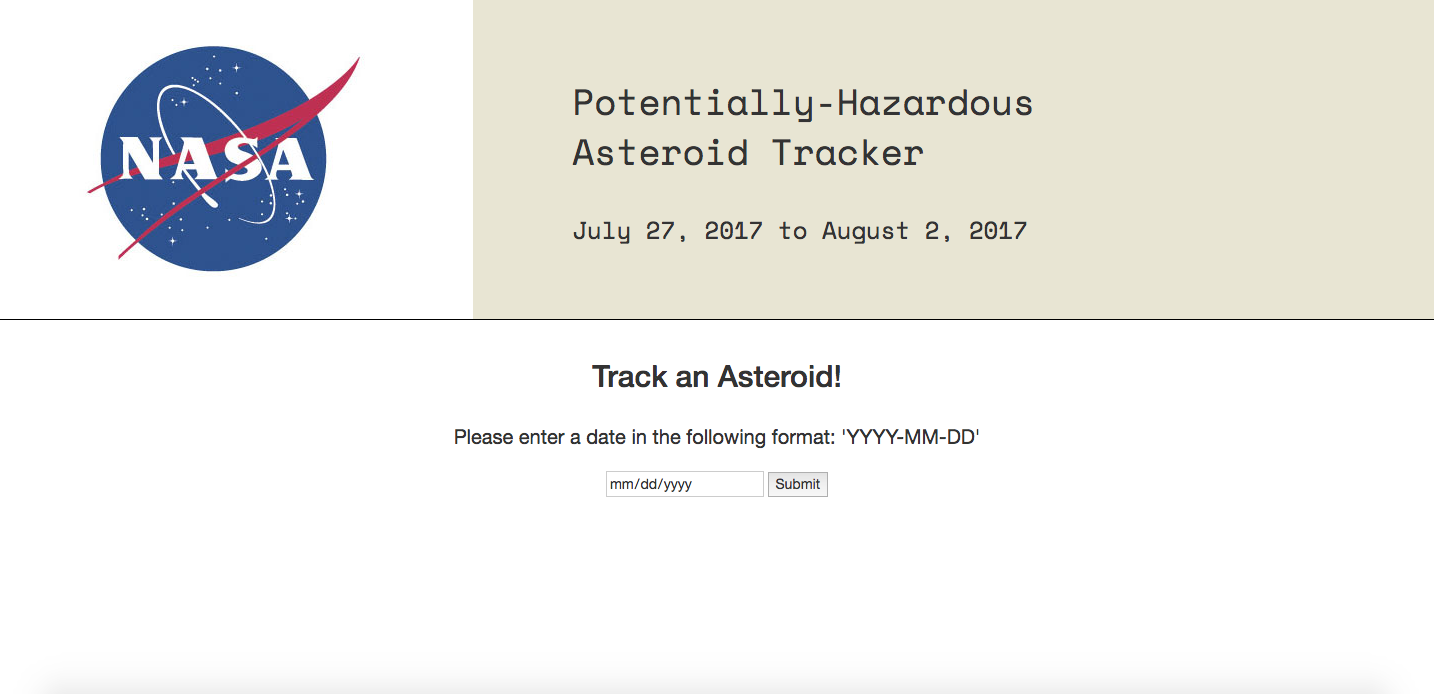 NASA
Potentially-Hazardous
Asteroid Tracker
July 27, 2017 to August 2, 2017
Track an Asteroid!
Please enter a date in the following format: 'YYYY-MM-DD'
mm/dd/yyyy Submit